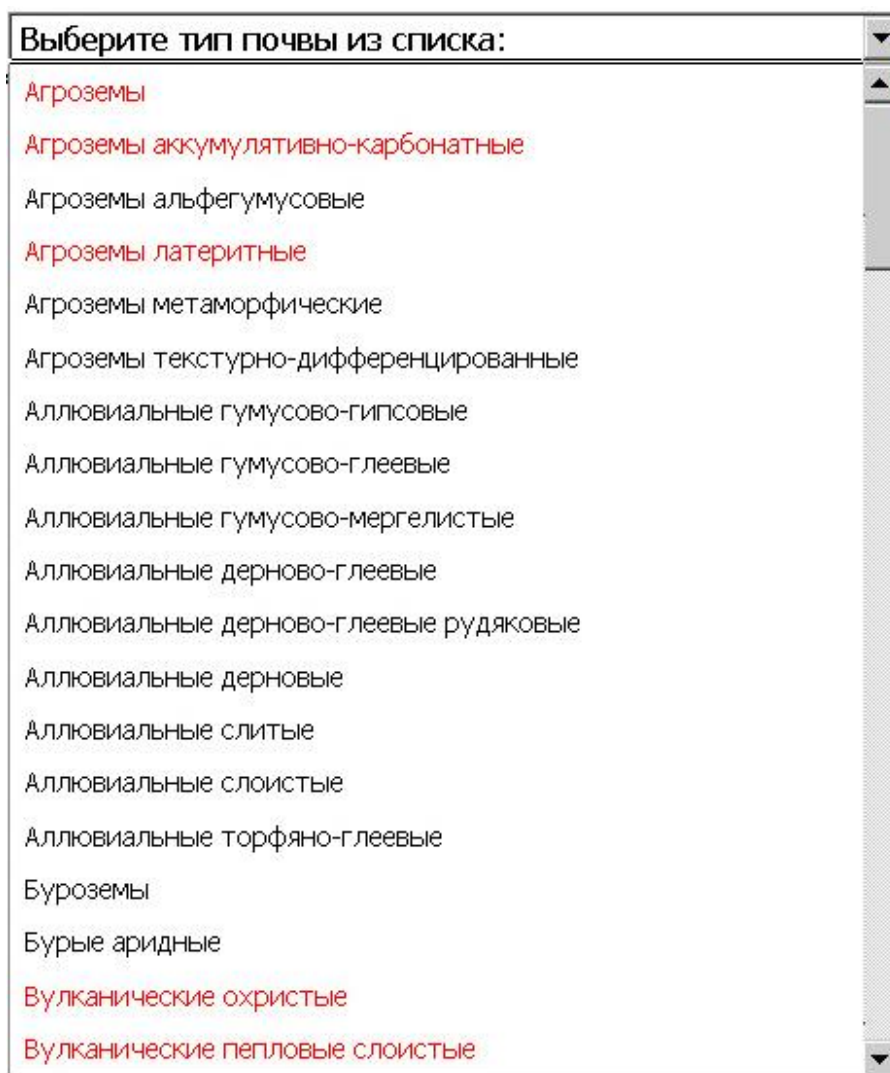 Выберите тип почвы из списка:
Агроземы
Агроземы аккумулятивно-карбонатные
Агроземы альфегумусовые
Агроземы латеритные
Агроземы метаморфические
Агроземы текстурно-дифференцированные
Аллювиальные гумусово-гипсовые
Аллювиальные гумусово-глеевые
Аллювиальные гумусово-мергелистые
Аллювиальные дерново-глеевые
Аллювиальные дерново-глеевые рудяковые
Аллювиальные дерновые
Аллювиальные слитые
Аллювиальные слоистые
Аллювиальные торфяно-глеевые
Буроземы
Бурые аридные
Вулканические охристые
Вулканические пепловые слоистые